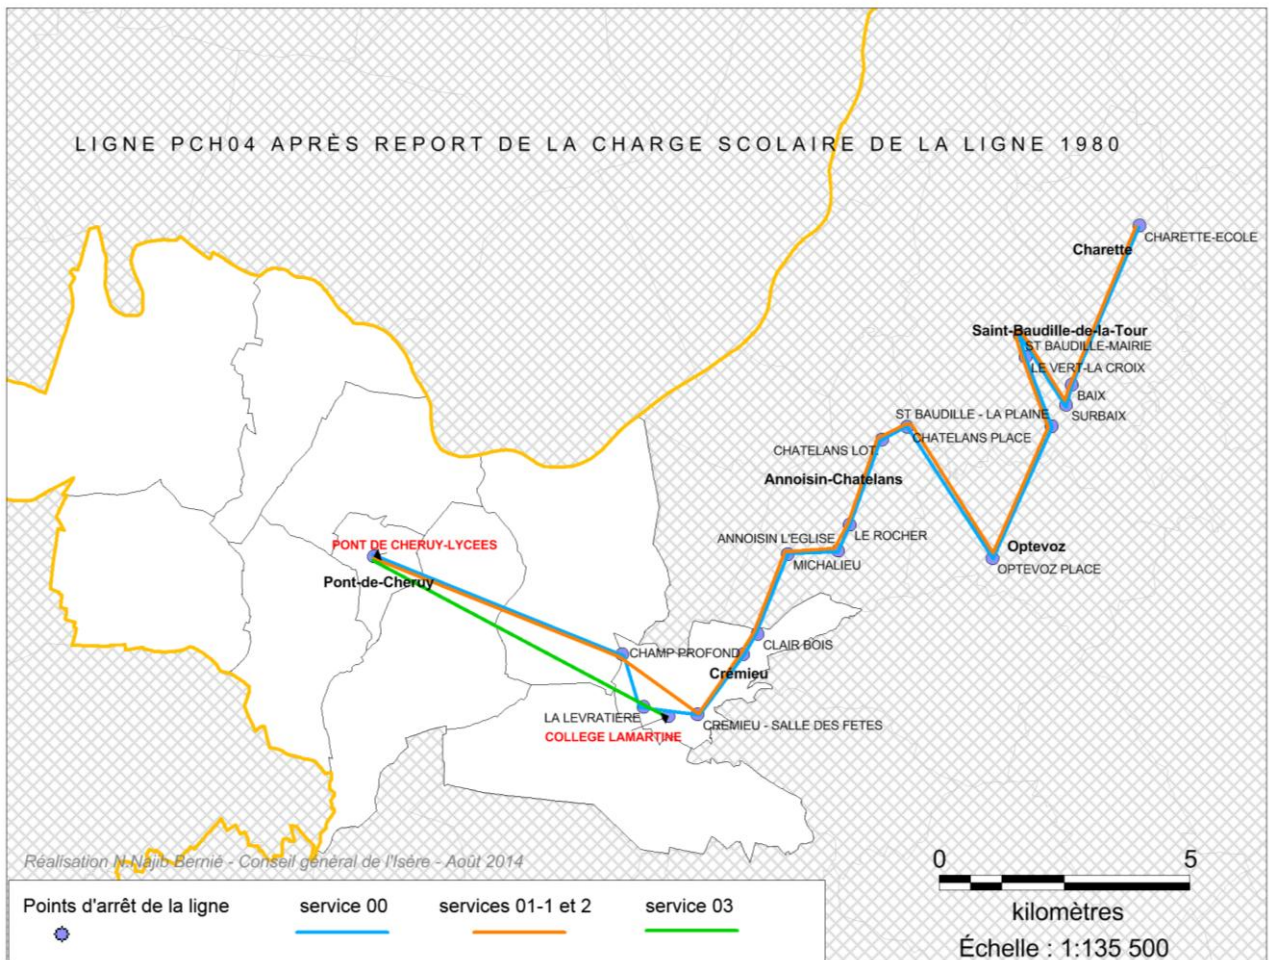 LIGNE PCH04 APRÈS REPORT DE LA CHARGE SCOLAIRE DE LA LIGNE 1980
CHARETTE-ECOLE
Charette
Saint-Baudille-de-la-Tour
ST BAUDILLE-MAIRIE
LE VERT-LA CROIX
BAIX
SURBAIX
ST BAUDILLE - LA PLAINE
CHATELANS PLACE
CHATELANS LOT.
Annoisin-Chatelans
LE ROCHER
ANNOISIN L'EGLISE
MICHALIEU
Optevoz
OPTEVOZ PLACE
PONT DE CHERUY-LYCEES
Pont-de-Cheruy
CLAIR BOIS
CHAMP PROFOND
Crémieu
LA LEVRATIERE
CREMIEU - SALLE DES FETES
COLLEGE LAMARTINE
Réalisation N.Najib Bernié - Conseil général de l'Isère - Août 2014
0 5
kilomètres
Échelle : 1:135 500
Points d'arrêt de la ligne
service 00
services 01-1 et 2
service 03